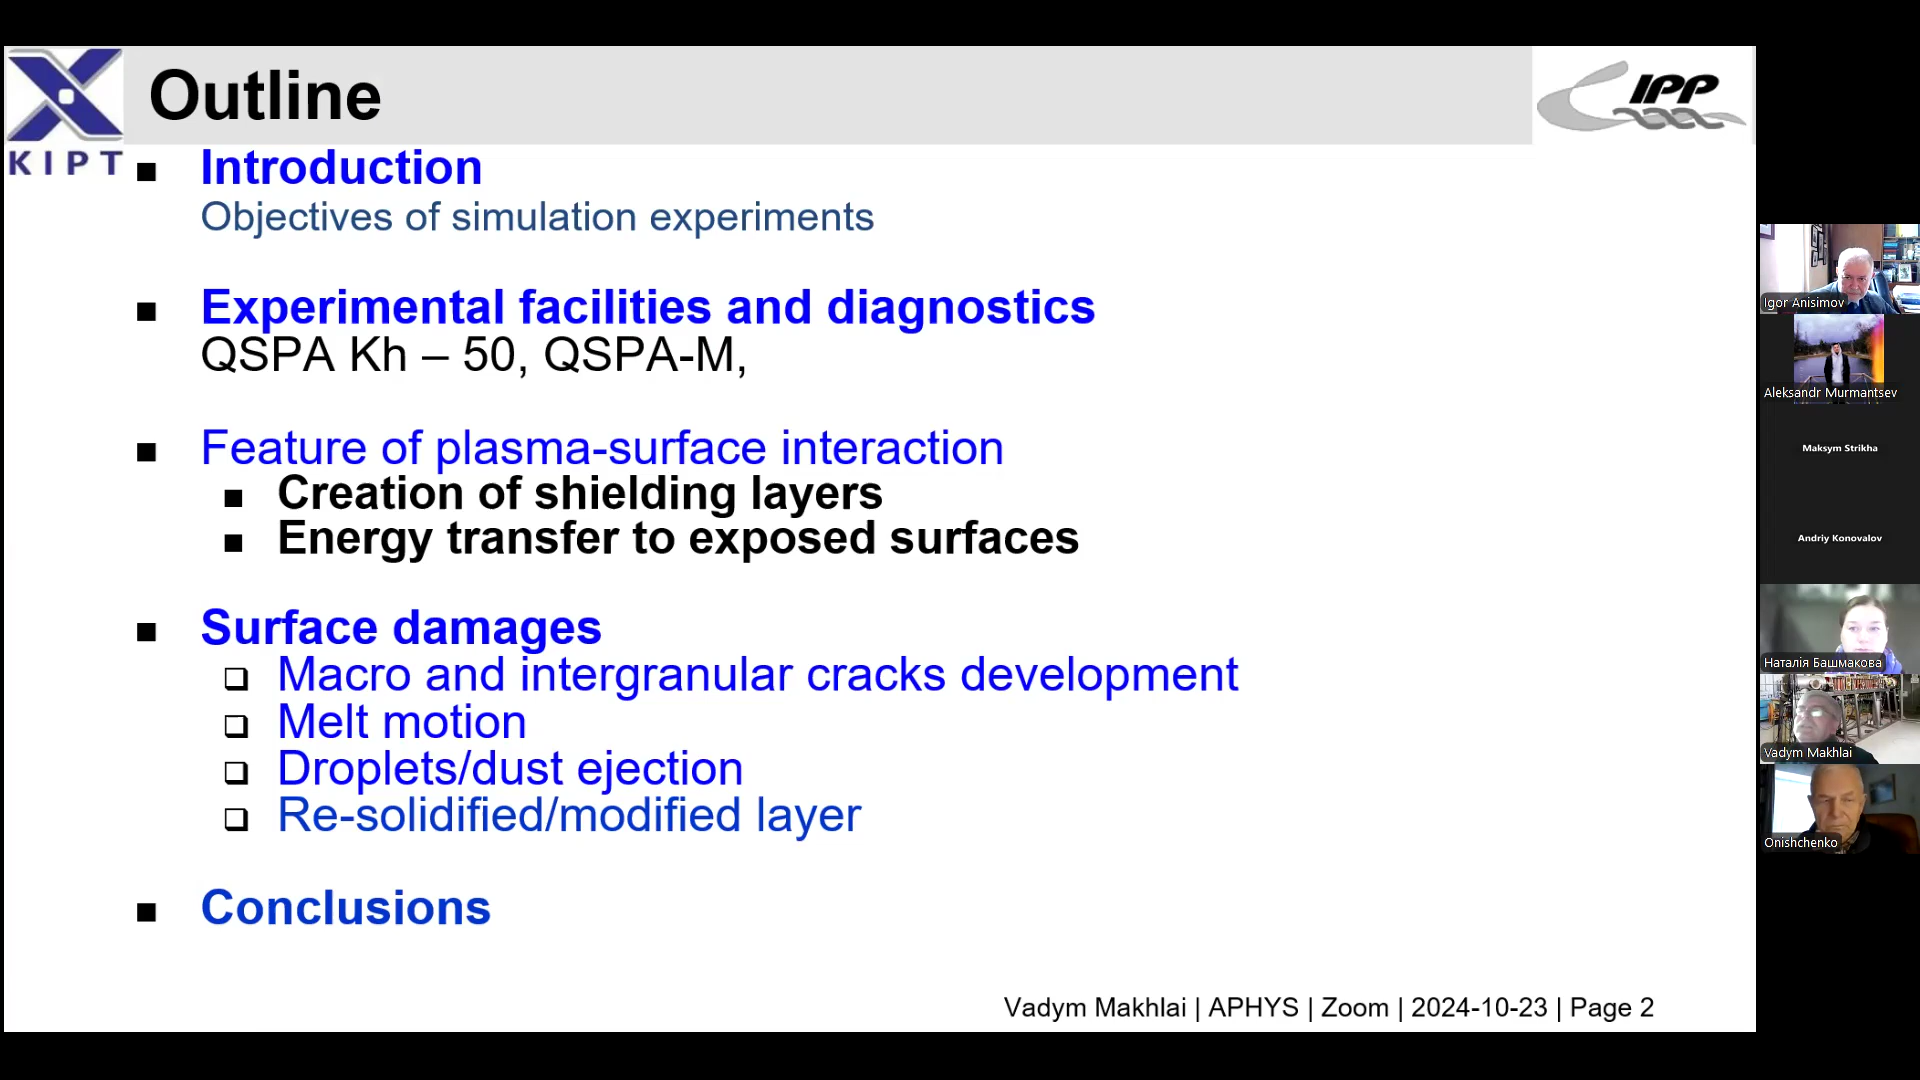 Outline
KIPT
IPP
Introduction
Objectives of simulation experiments
Experimental facilities and diagnostics
QSPA Kh – 50, QSPA-M,
Feature of plasma-surface interaction
Creation of shielding layers
Energy transfer to exposed surfaces
Surface damages
Macro and intergranular cracks development
Melt motion
Droplets/dust ejection
Re-solidified/modified layer
Conclusions
Vadym Makhlai | APHYS | Zoom | 2024-10-23 | Page 2
Igor Anisimov
Aleksandr Murmantsev
Maksym Strikha
Andriy Konovalov
Наталія Башмакова
Vadym Makhlai
Onishchenko